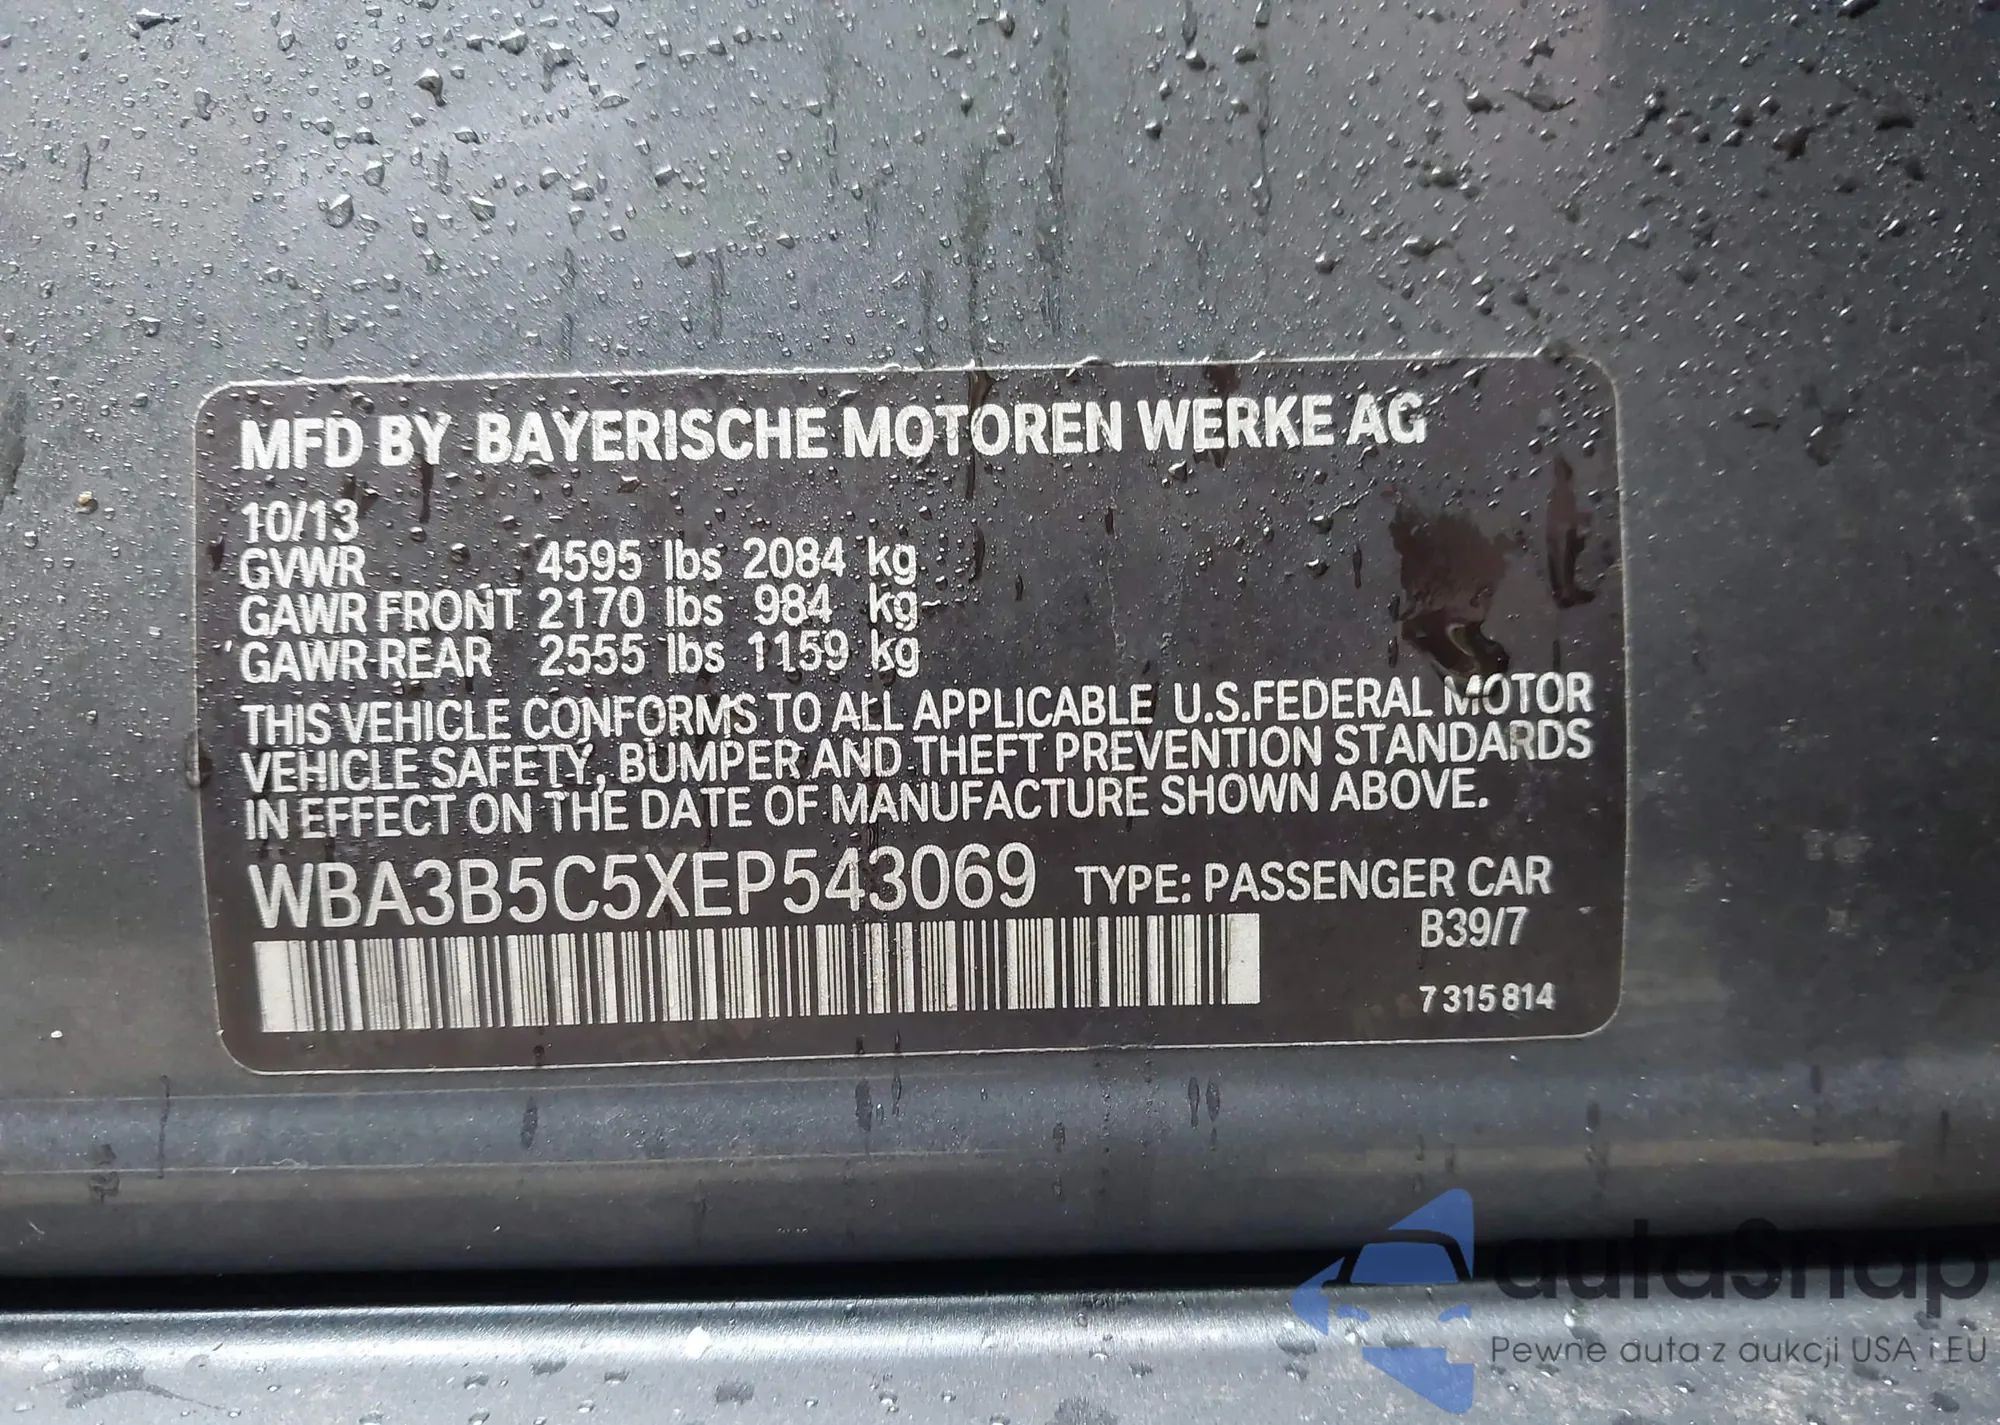 MFD BY BAYERISCHE MOTOREN WERKE AG
10/13
GVWR 4595 lbs 2084 kg
GAWR FRONT 2170 lbs 984 kg
GAWR REAR 2555 lbs 1159 kg
THIS VEHICLE CONFORMS TO ALL APPLICABLE U.S.FEDERAL MOTOR
VEHICLE SAFETY, BUMPER AND THEFT PREVENTION STANDARDS
IN EFFECT ON THE DATE OF MANUFACTURE SHOWN ABOVE.
WBA3B5C5XEP543069 TYPE: PASSENGER CAR
B39/7
7 315 814
autoSnap
Pewne auta z aukcji USA i EU